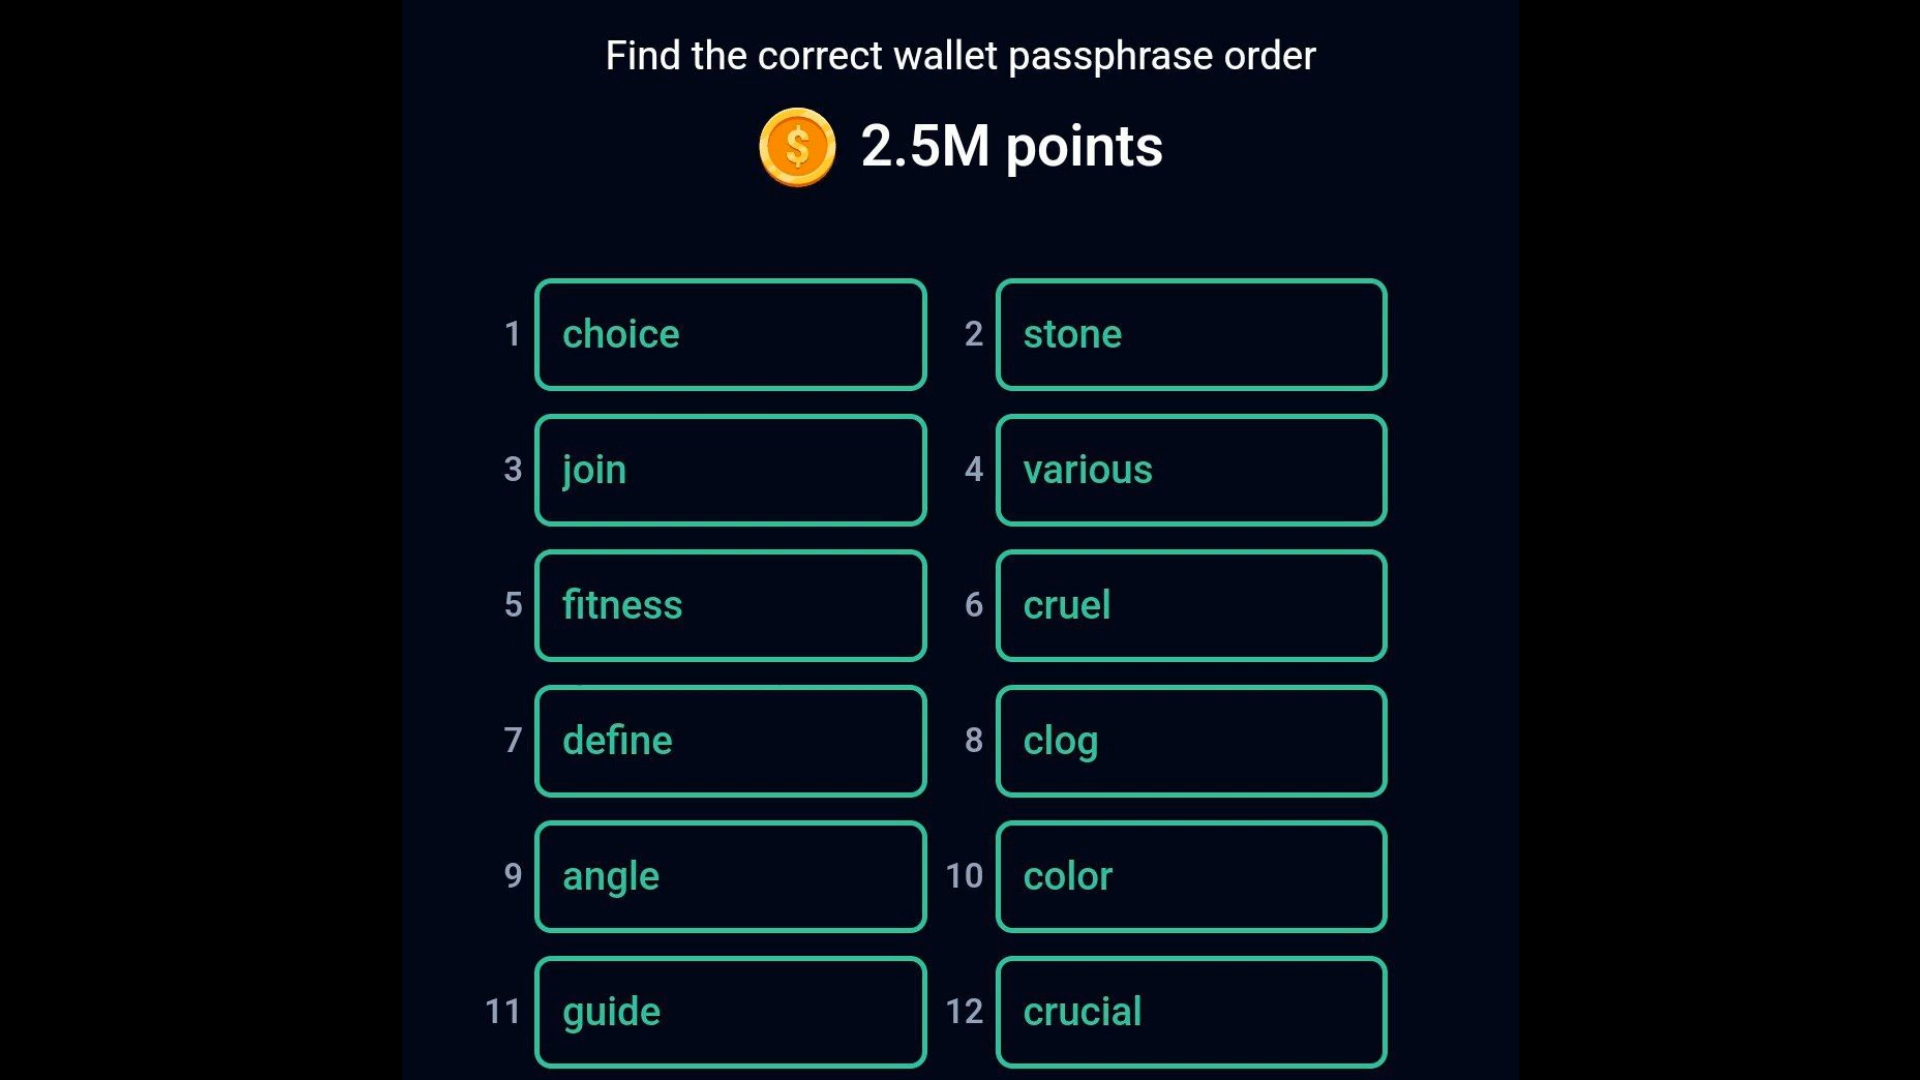 Find the correct wallet passphrase order
$ 2.5M points
1 choice 2 stone
3 join 4 various
5 fitness 6 cruel
7 define 8 clog
9 angle 10 color
11 guide 12 crucial